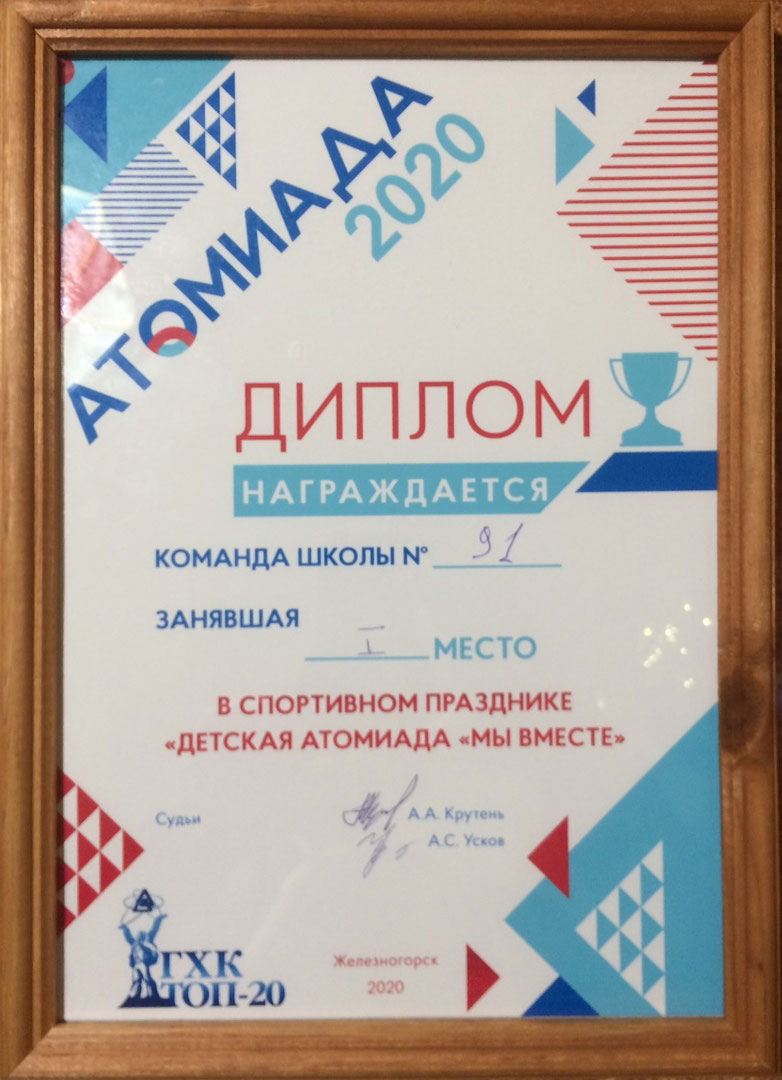 АТОМИАДА
2020
ДИПЛОМ
НАГРАЖДАЕТСЯ
КОМАНДА ШКОЛЫ № 91
ЗАНЯВШАЯ
I МЕСТО
В СПОРТИВНОМ ПРАЗДНИКЕ
«ДЕТСКАЯ АТОМИАДА «МЫ ВМЕСТЕ»
Судьи А.А. Крутень
А.С. Усков
ГХК
ТОП-20
Железногорск
2020